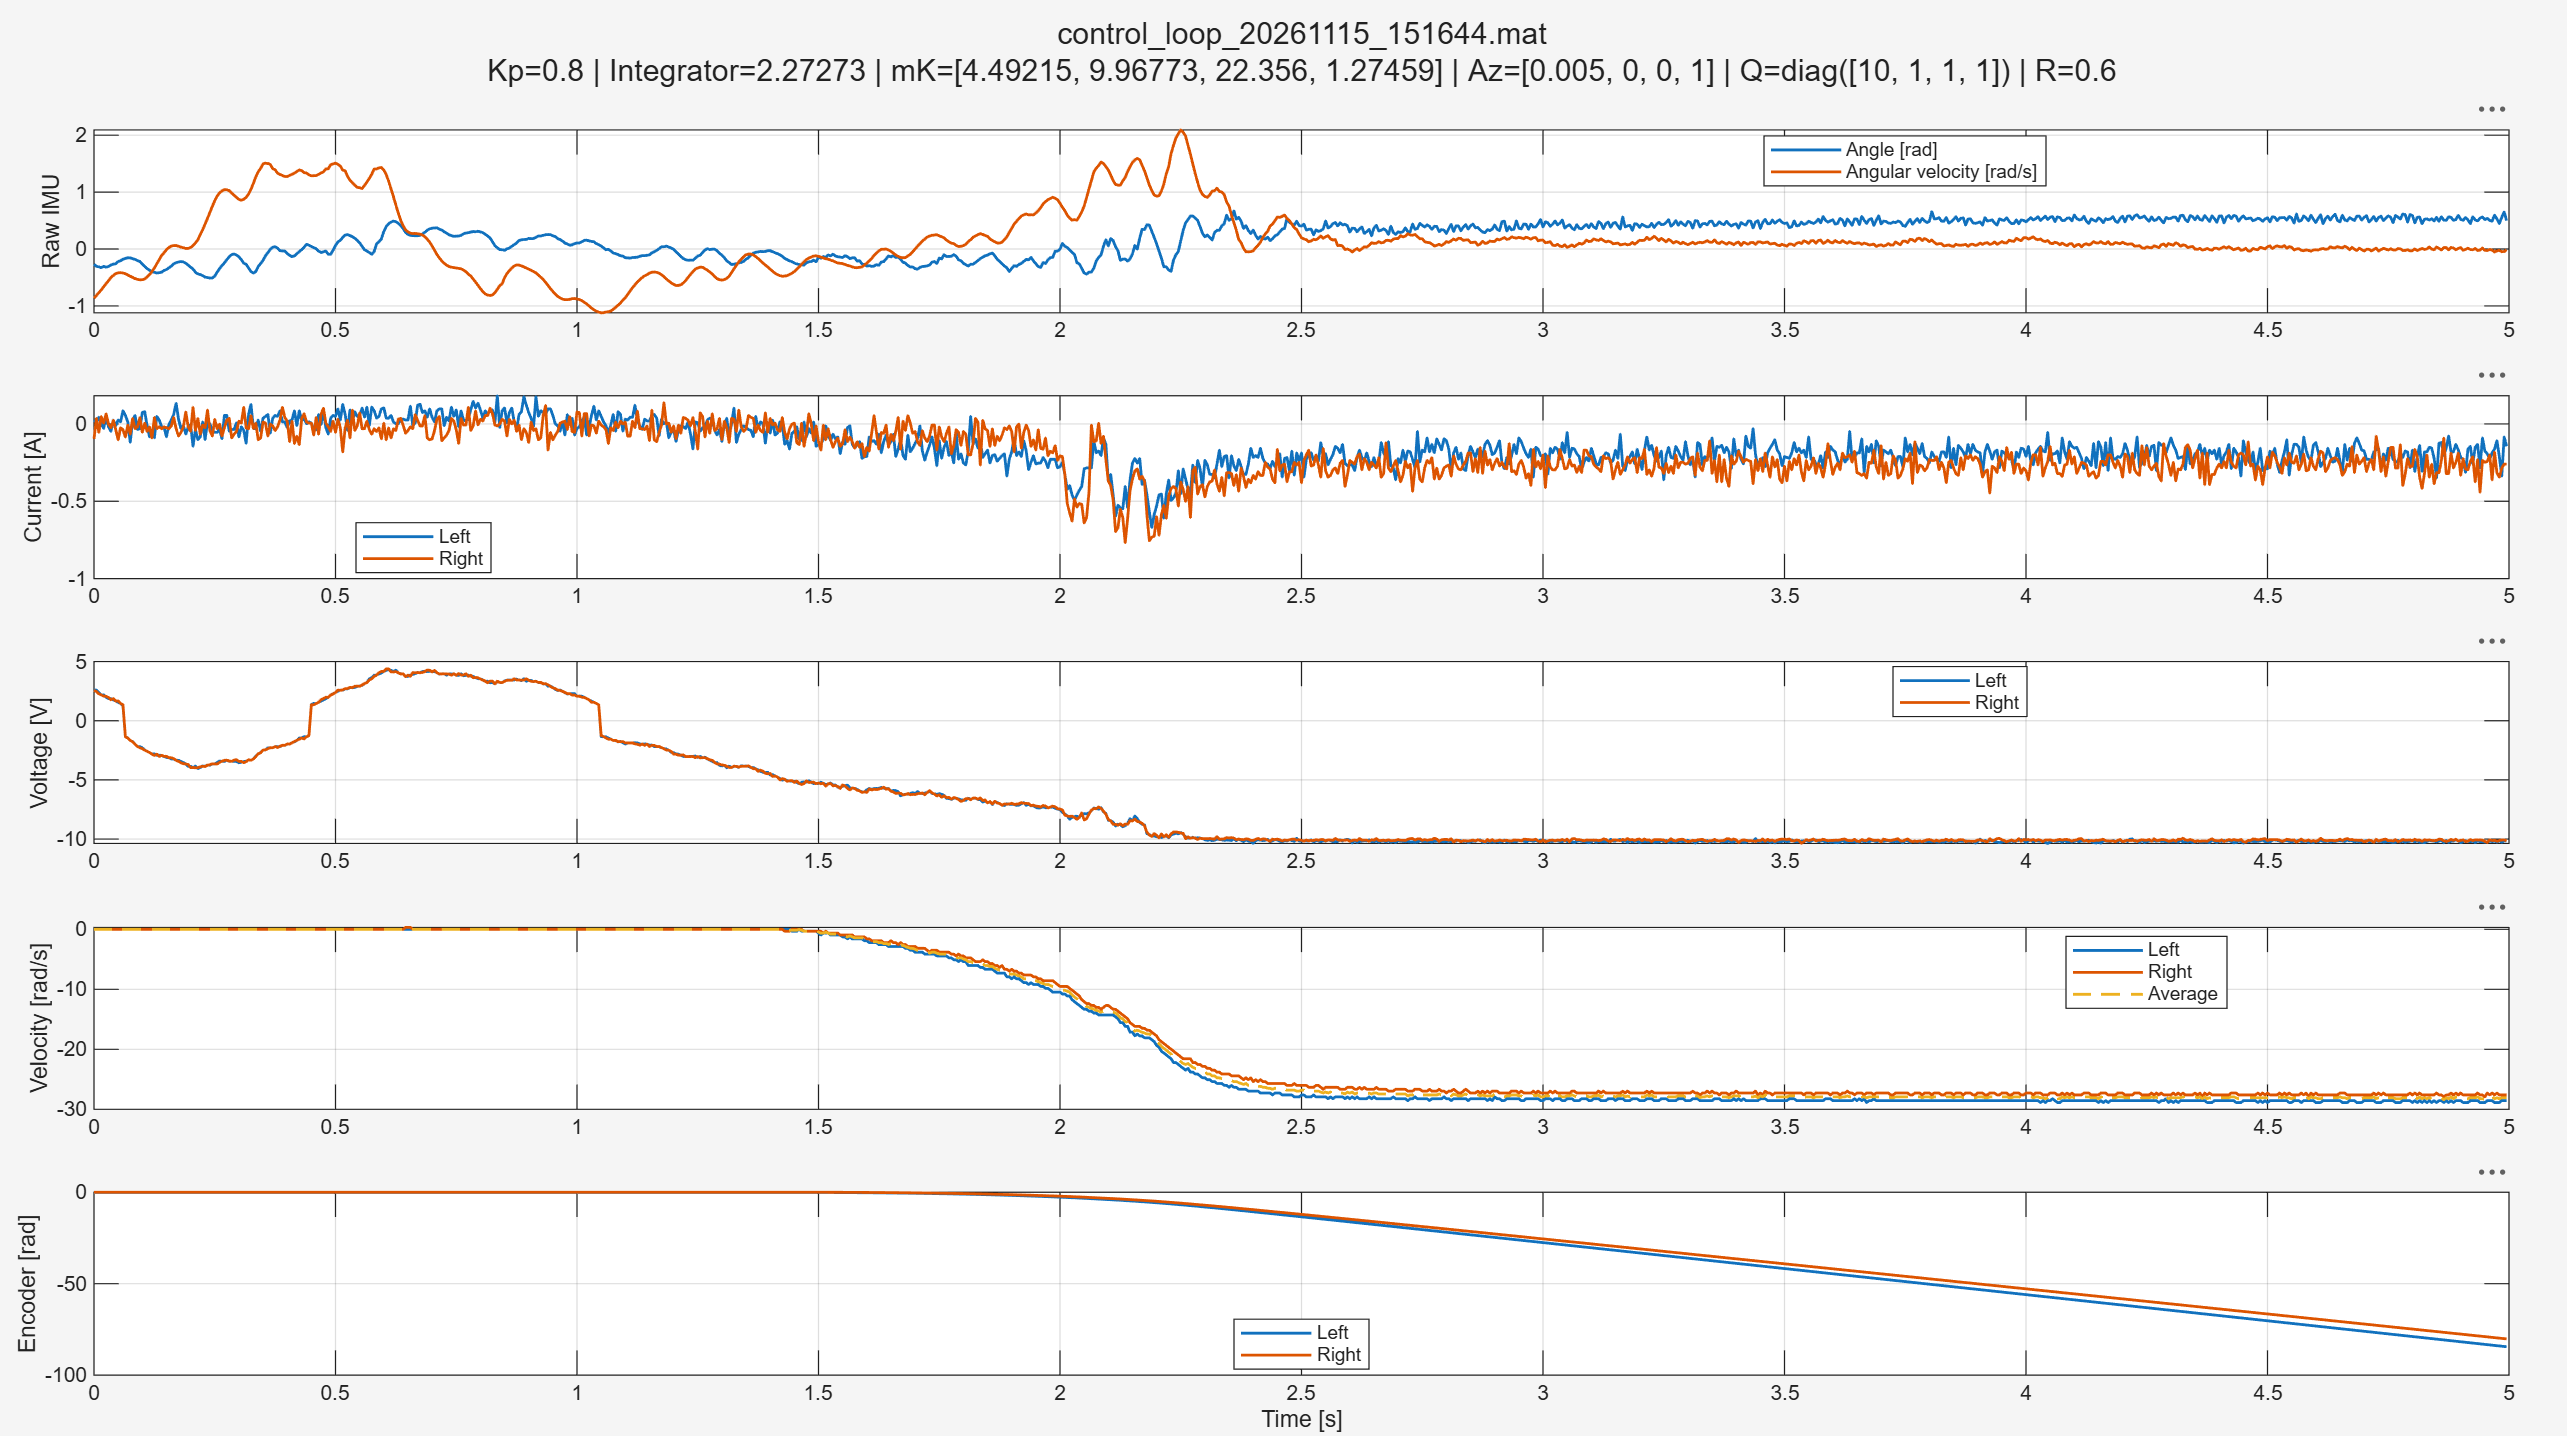 control_loop_20261115_151644.mat
Kp=0.8 | Integrator=2.27273 | mK=[4.49215, 9.96773, 22.356, 1.27459] | Az=[0.005, 0, 0, 1] | Q=diag([10, 1, 1, 1]) | R=0.6
Raw IMU
2
1
0
-1
Angle [rad]
Angular velocity [rad/s]
0 0.5 1 1.5 2 2.5 3 3.5 4 4.5 5
Current [A]
0
-0.5
-1
Left
Right
0 0.5 1 1.5 2 2.5 3 3.5 4 4.5 5
Voltage [V]
5
0
-5
-10
Left
Right
0 0.5 1 1.5 2 2.5 3 3.5 4 4.5 5
Velocity [rad/s]
0
-10
-20
-30
Left
Right
Average
0 0.5 1 1.5 2 2.5 3 3.5 4 4.5 5
Encoder [rad]
0
-50
-100
Left
Right
0 0.5 1 1.5 2 2.5 3 3.5 4 4.5 5
Time [s]